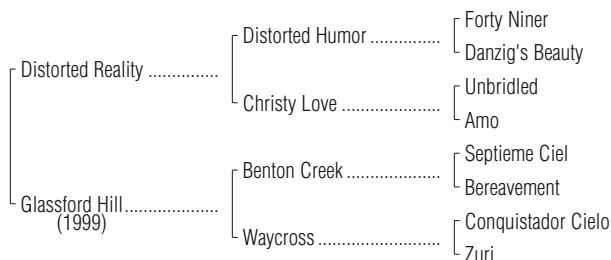 Forty Niner
Distorted Humor ...................
Danzig's Beauty
Distorted Reality ...............
Unbridled
Christy Love ...........................
Amo
Septieme Ciel
Benton Creek .........................
Bereavement
Glassford Hill ......................
(1999)
Conquistador Cielo
Waycross .................................
Zuri